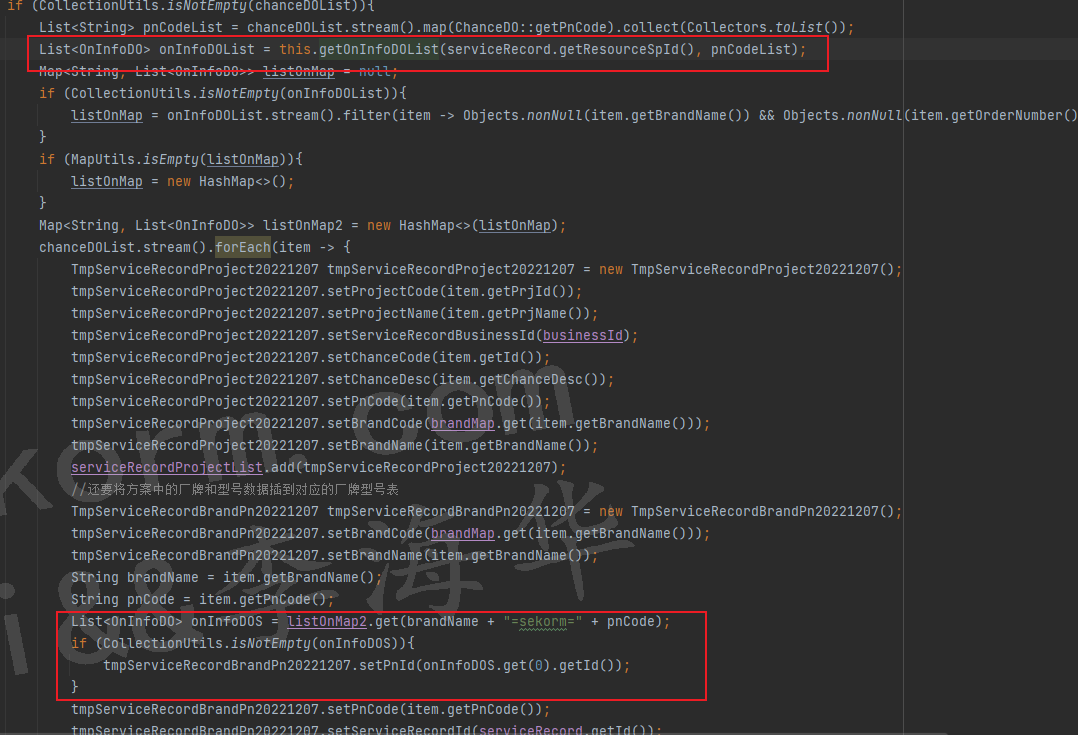 if (CollectionUtils.isNotEmpty(chanceDOList)){
List<String> pnCodeList = chanceDOList.stream().map(ChanceDO::getPnCode).collect(Collectors.toList());
List<OnInfoDO> onInfoDOList = this.getOnInfoDOList(serviceRecord.getResourceSpId(), pnCodeList);
Map<String, List<OnInfoDO>> listOnMap = null;
if (CollectionUtils.isNotEmpty(onInfoDOList)){
listOnMap = onInfoDOList.stream().filter(item -> Objects.nonNull(item.getBrandName()) && Objects.nonNull(item.getOrderNumber()
}
if (MapUtils.isEmpty(listOnMap)){
listOnMap = new HashMap<>();
}
Map<String, List<OnInfoDO>> listOnMap2 = new HashMap<>(listOnMap);
chanceDOList.stream().forEach(item -> {
TmpServiceRecordProject20221207 tmpServiceRecordProject20221207 = new TmpServiceRecordProject20221207();
tmpServiceRecordProject20221207.setProjectCode(item.getPrjId());
tmpServiceRecordProject20221207.setProjectName(item.getPrjName());
tmpServiceRecordProject20221207.setServiceRecordBusinessId(businessId);
tmpServiceRecordProject20221207.setChanceCode(item.getId());
tmpServiceRecordProject20221207.setChanceDesc(item.getChanceDesc());
tmpServiceRecordProject20221207.setPnCode(item.getPnCode());
tmpServiceRecordProject20221207.setBrandCode(brandMap.get(item.getBrandName()));
tmpServiceRecordProject20221207.setBrandName(item.getBrandName());
serviceRecordProjectList.add(tmpServiceRecordProject20221207);
//还要将方案中的厂牌和型号数据插到对应的厂牌型号表
TmpServiceRecordBrandPn20221207 tmpServiceRecordBrandPn20221207 = new TmpServiceRecordBrandPn20221207();
tmpServiceRecordBrandPn20221207.setBrandCode(brandMap.get(item.getBrandName()));
tmpServiceRecordBrandPn20221207.setBrandName(item.getBrandName());
String brandName = item.getBrandName();
String pnCode = item.getPnCode();
List<OnInfoDO> onInfoDOS = listOnMap2.get(brandName + "=sekorm=" + pnCode);
if (CollectionUtils.isNotEmpty(onInfoDOS)){
tmpServiceRecordBrandPn20221207.setPnId(onInfoDOS.get(0).getId());
}
tmpServiceRecordBrandPn20221207.setPnCode(item.getPnCode());
tmpServiceRecordBrandPn20221207.setServiceRecordId(serviceRecord.getId());
korm.com
i&&李海华